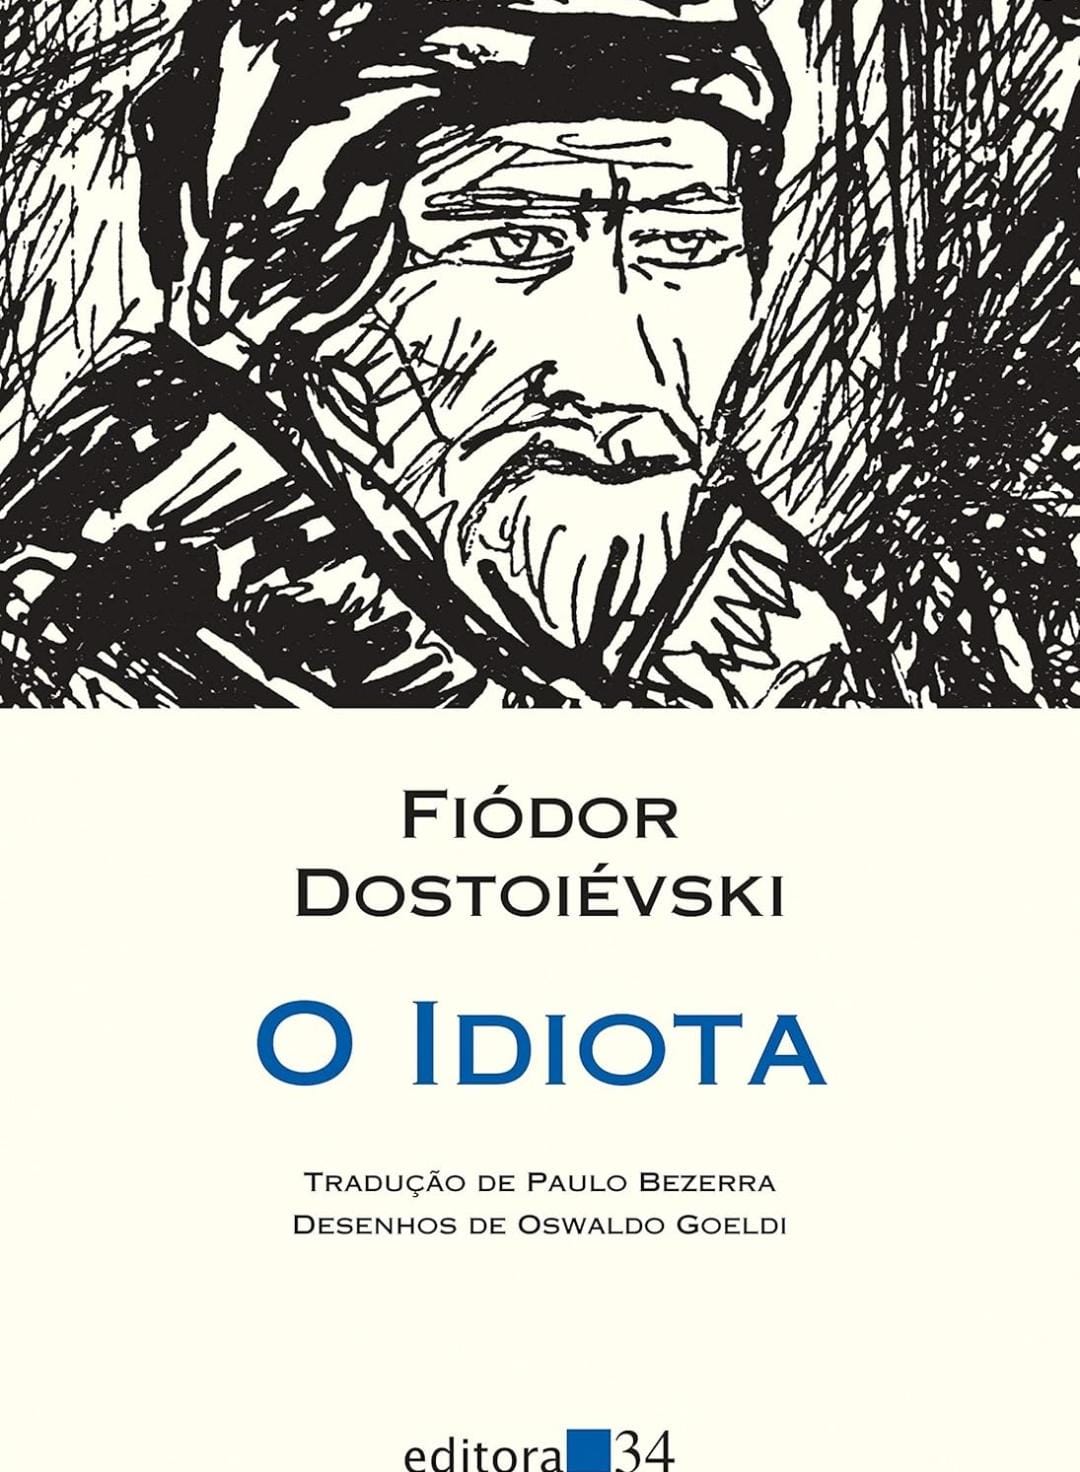 Fiódor
Dostoiévski
O Idiota
Tradução de Paulo Bezerra
Desenhos de Oswaldo Goeldi
editora 34